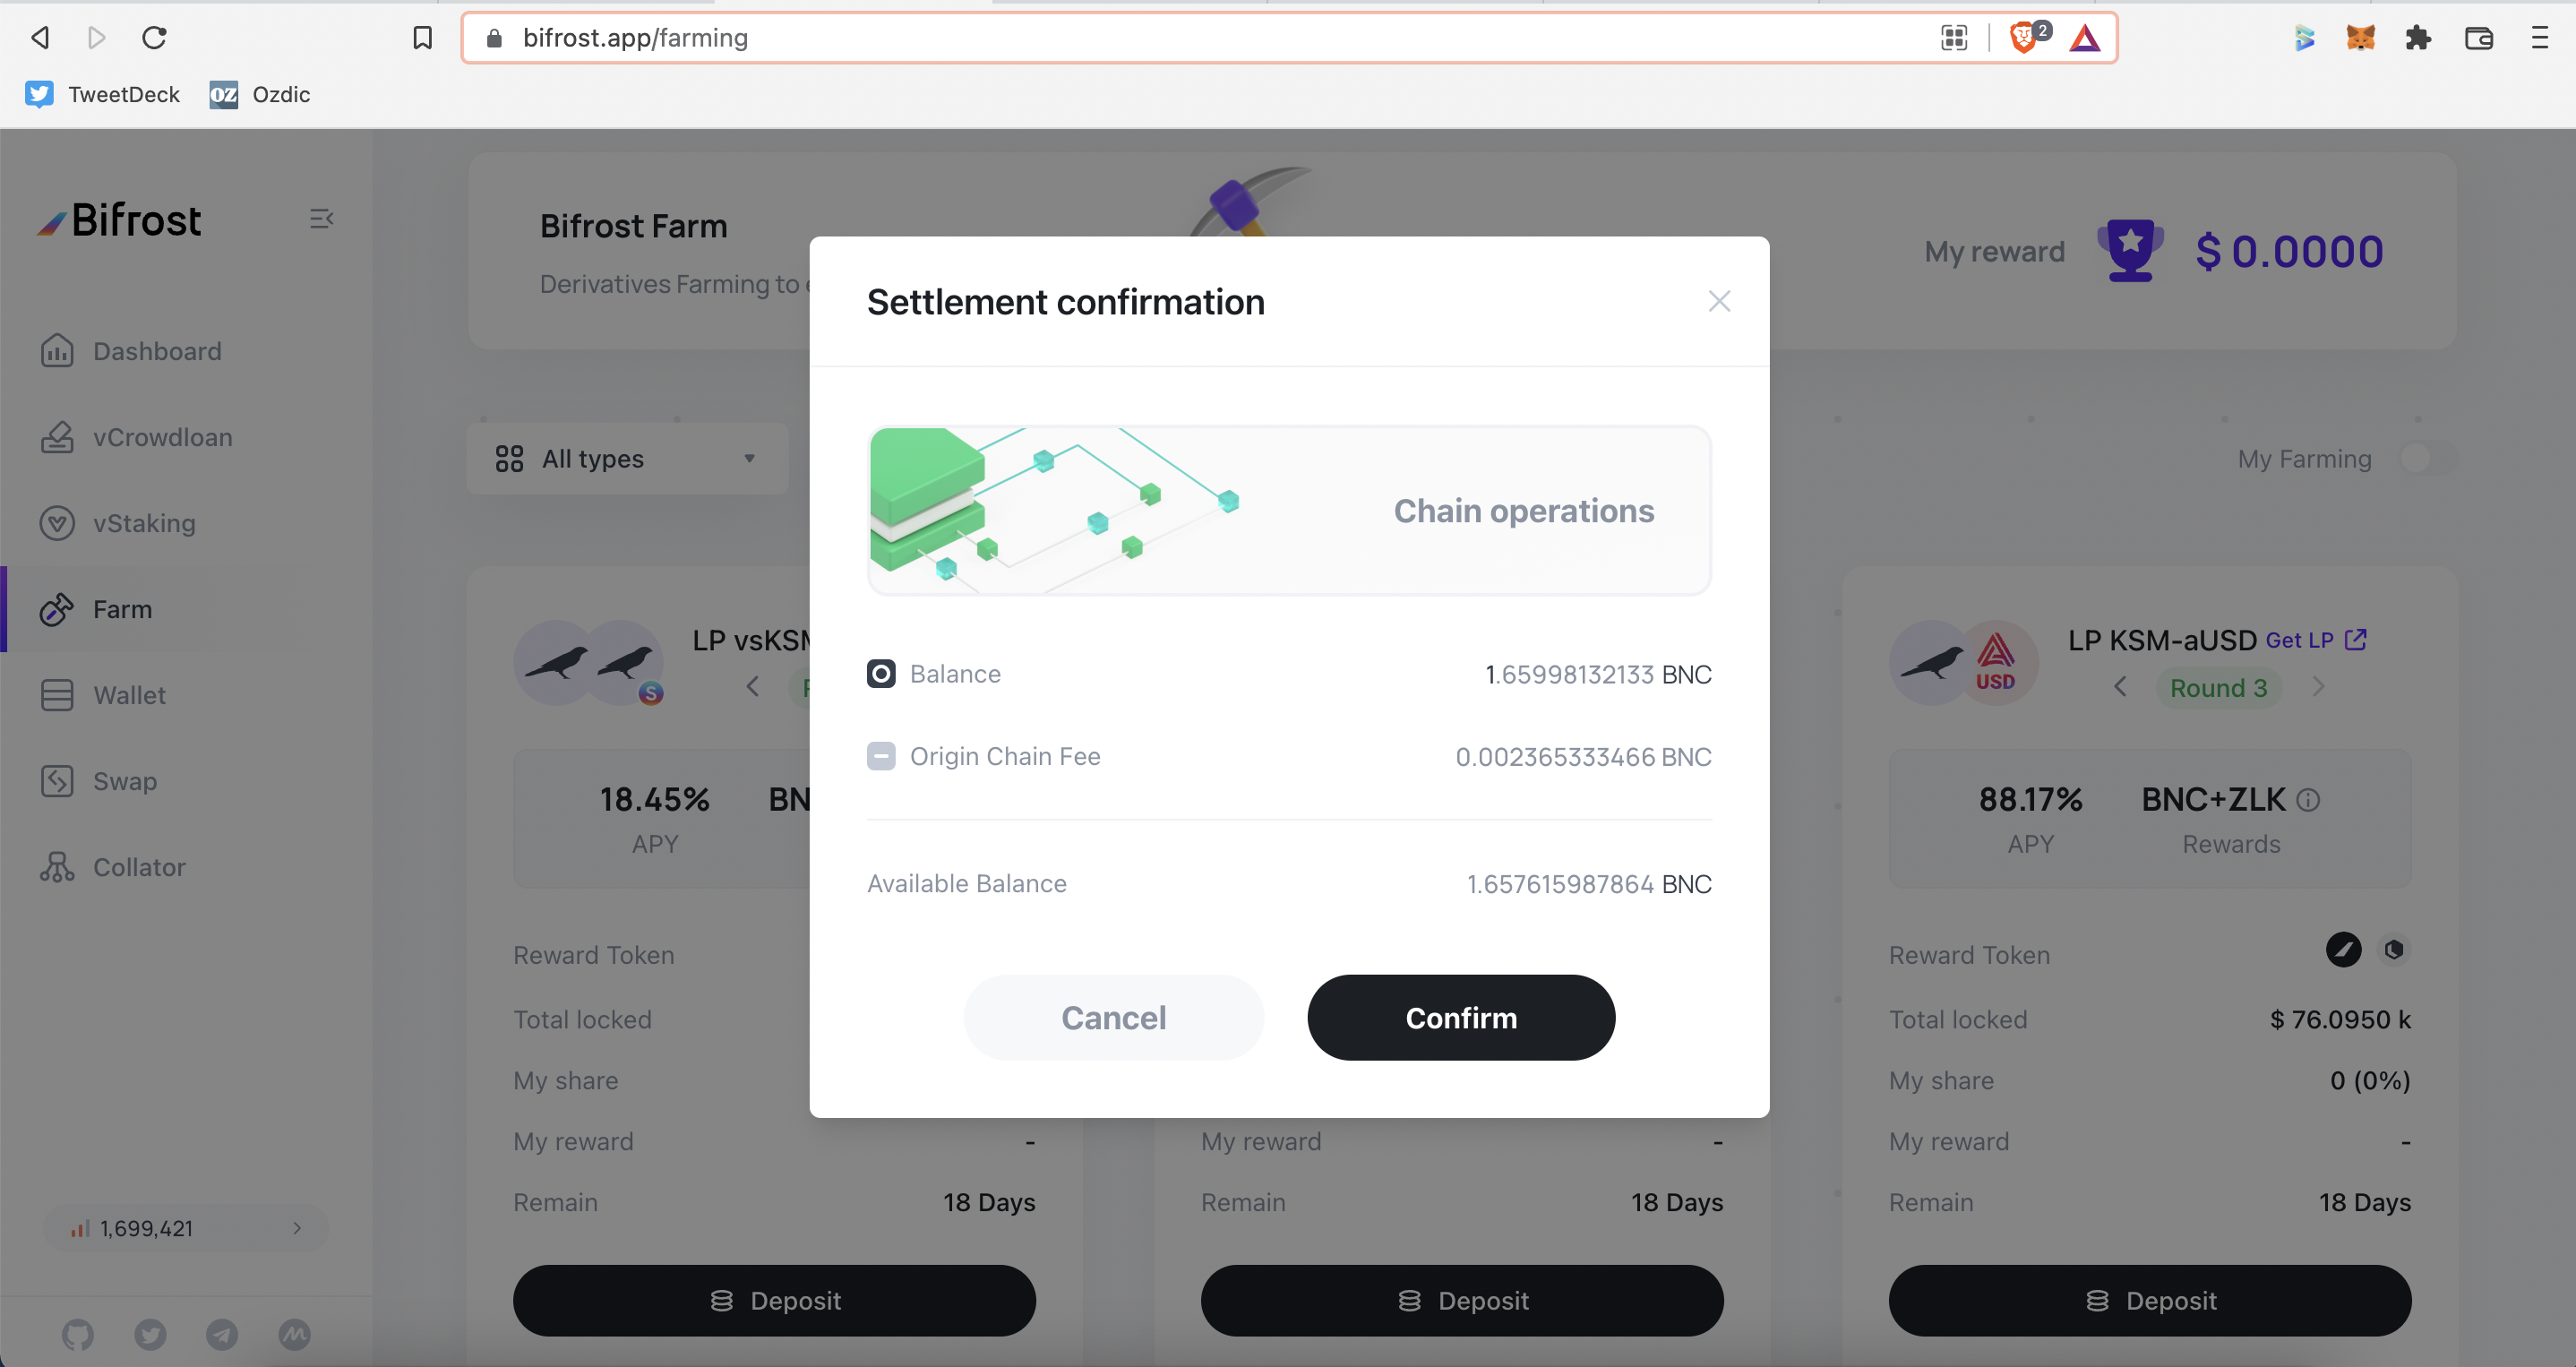 bifrost.app/farming
2
TweetDeck
OZ Ozdic
Bifrost
Dashboard
vCrowdloan
vStaking
Farm
Wallet
Swap
Collator
1,699,421
Bifrost Farm
Derivatives Farming to
My reward
$ 0.0000
All types
My Farming
Settlement confirmation
Chain operations
Balance 1.65998132133 BNC
Origin Chain Fee 0.002365333466 BNC
Available Balance 1.657615987864 BNC
Cancel
Confirm
S
LP vsKSM
18.45%
APY
BN
Reward Token
Total locked
My share
My reward -
Remain 18 Days
Deposit
My reward -
Remain 18 Days
Deposit
USD
LP KSM-aUSD Get LP
Round 3
88.17%
APY
BNC+ZLK
Rewards
Reward Token
Total locked $ 76.0950 k
My share 0 (0%)
My reward -
Remain 18 Days
Deposit